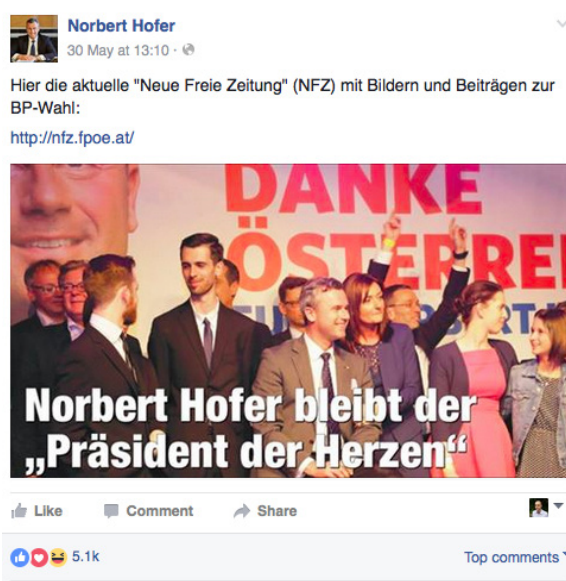 Norbert Hofer
30 May at 13:10 ·
Hier die aktuelle "Neue Freie Zeitung" (NFZ) mit Bildern und Beiträgen zur
BP-Wahl:
http://nfz.fpoe.at/
DANKE
ÖSTERREI
Norbert Hofer bleibt der
„Präsident der Herzen“
Like Comment Share
5.1k Top comments